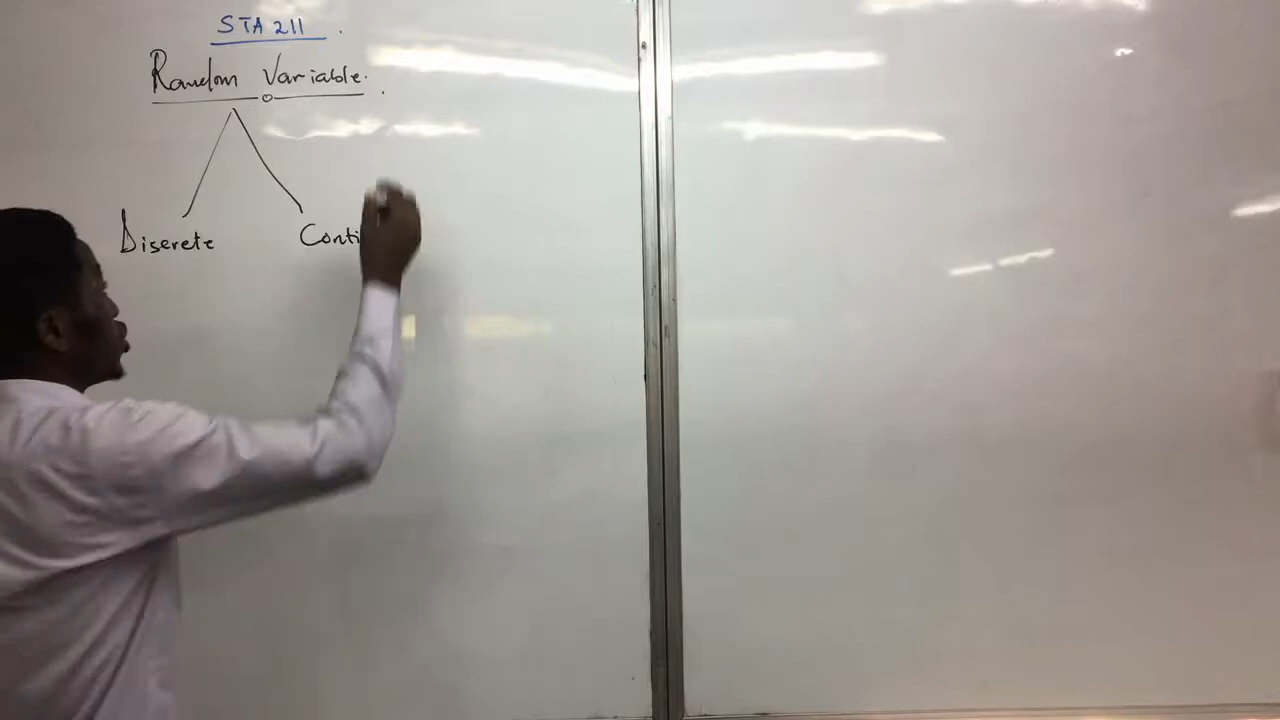 STA 211.
Random Variable.
Discrete Conti